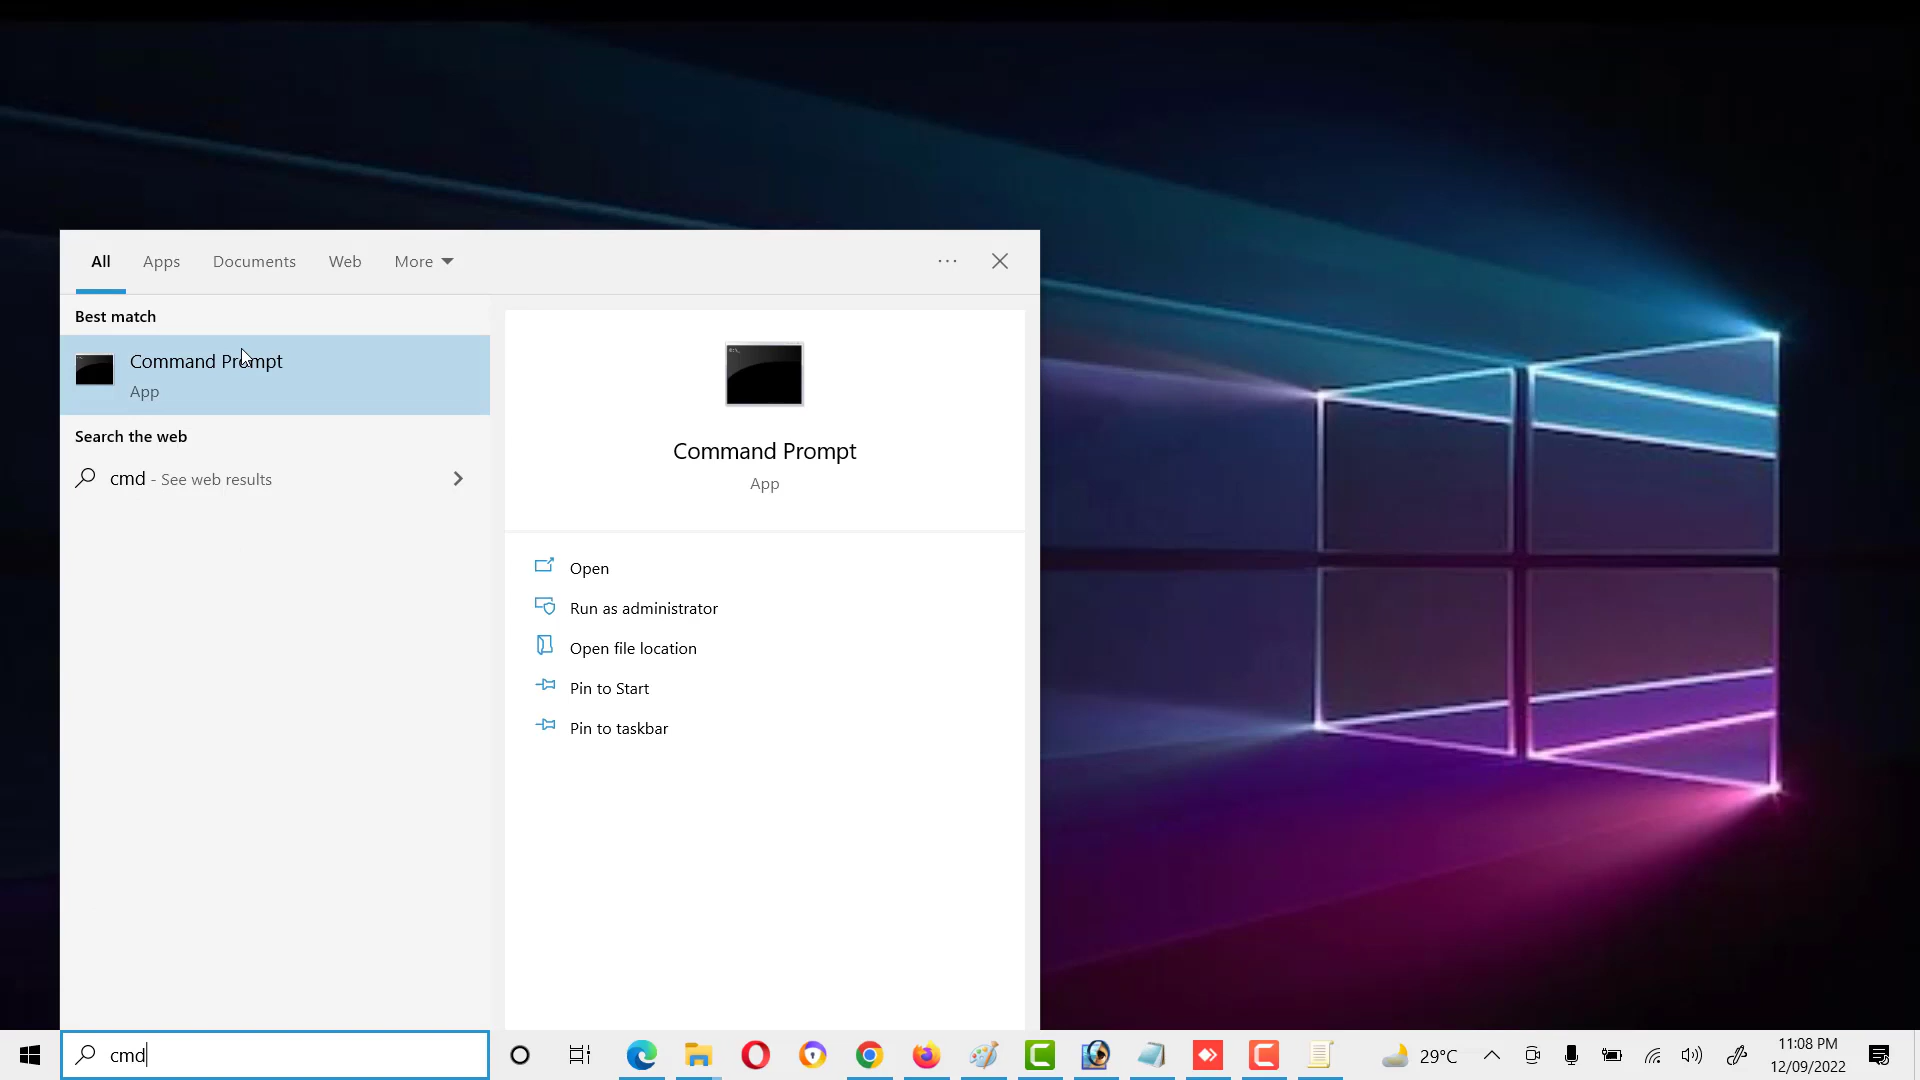 All
Apps
Documents
Web
More
Best match
Command Prompt
App
Search the web
cmd - See web results
Command Prompt
App
Open
Run as administrator
Open file location
Pin to Start
Pin to taskbar
cmd
29°C
11:08 PM
12/09/2022